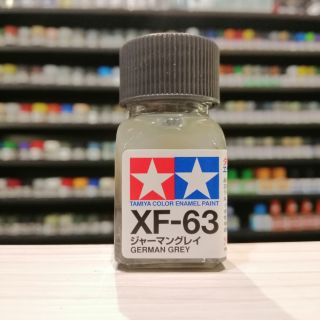 TAMIYA COLOR ENAMEL PAINT
XF-63
ジャーマングレイ
GERMAN GREY